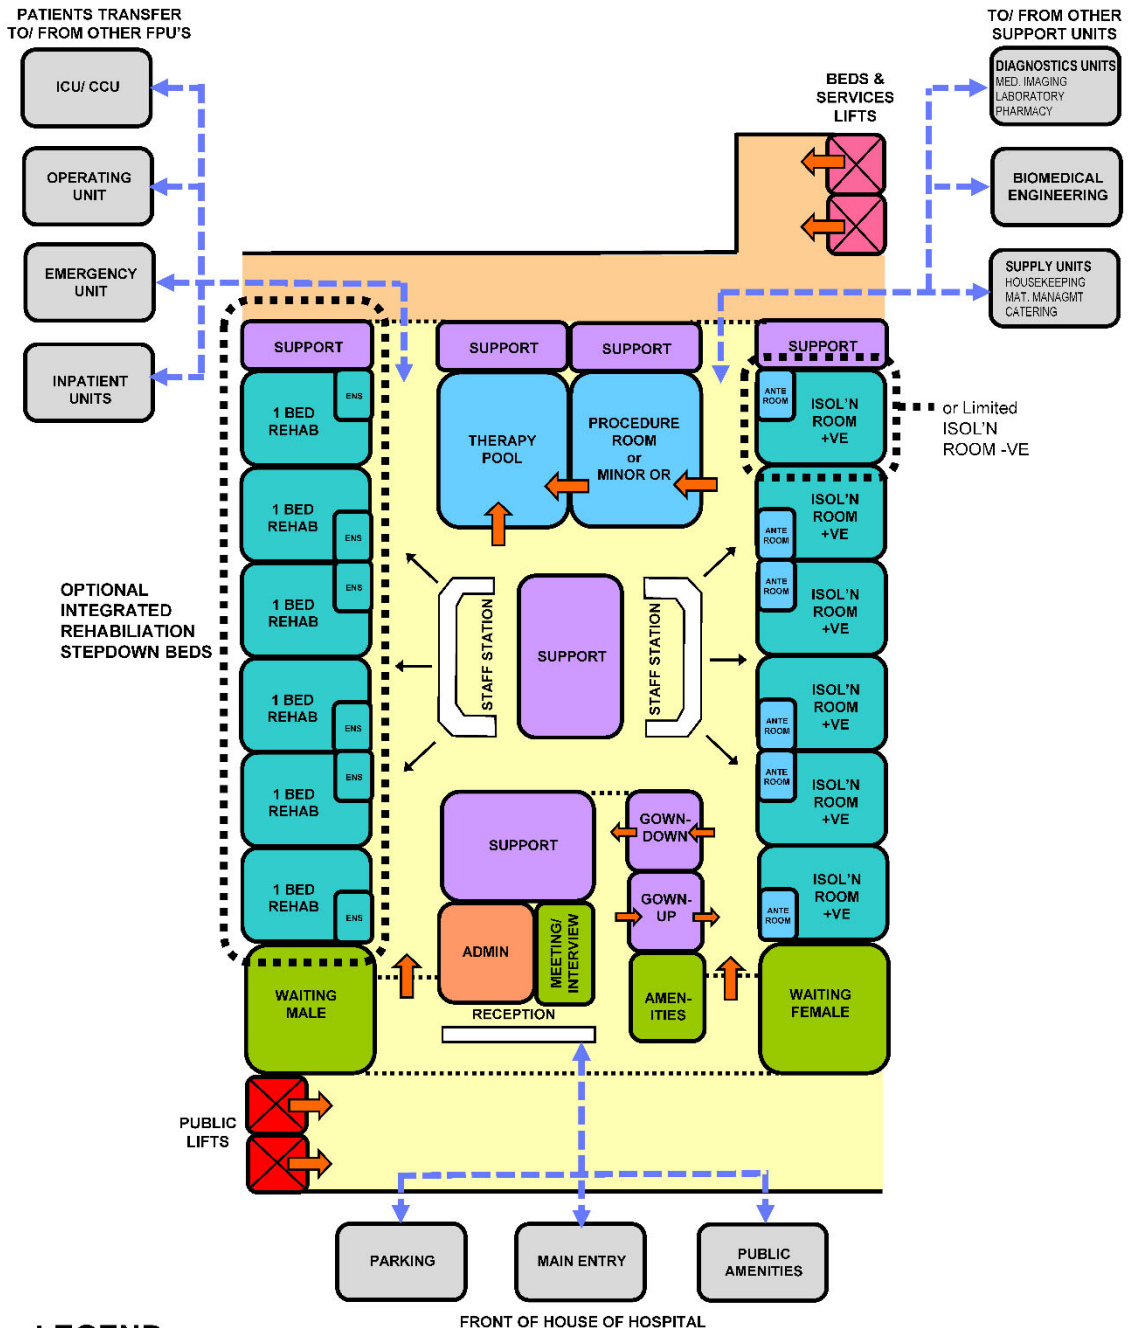 PATIENTS TRANSFER
TO/ FROM OTHER FPU'S
TO/ FROM OTHER
SUPPORT UNITS
ICU/ CCU
OPERATING
UNIT
EMERGENCY
UNIT
INPATIENT
UNITS
BEDS &
SERVICES
LIFTS
DIAGNOSTICS UNITS
MED. IMAGING
LABORATORY
PHARMACY
BIOMEDICAL
ENGINEERING
SUPPLY UNITS
HOUSEKEEPING
MAT. MANAGMT
CATERING
SUPPORT
SUPPORT
SUPPORT
SUPPORT
1 BED
REHAB
ENS
THERAPY
POOL
PROCEDURE
ROOM
or
MINOR OR
ANTE
ROOM
ISOL'N
ROOM
+VE
or Limited
ISOL'N
ROOM -VE
1 BED
REHAB
ENS
ANTE
ROOM
ISOL'N
ROOM
+VE
OPTIONAL
INTEGRATED
REHABILIATION
STEPDOWN BEDS
1 BED
REHAB
ENS
STAFF STATION
SUPPORT
STAFF STATION
ANTE
ROOM
ISOL'N
ROOM
+VE
1 BED
REHAB
ENS
ANTE
ROOM
ISOL'N
ROOM
+VE
1 BED
REHAB
ENS
ANTE
ROOM
ISOL'N
ROOM
+VE
SUPPORT
GOWN-
DOWN
1 BED
REHAB
ENS
GOWN-
UP
ANTE
ROOM
ISOL'N
ROOM
+VE
ADMIN
MEETING/
INTERVIEW
WAITING
MALE
AMEN-
ITIES
WAITING
FEMALE
RECEPTION
PUBLIC
LIFTS
PARKING
MAIN ENTRY
PUBLIC
AMENITIES
FRONT OF HOUSE OF HOSPITAL